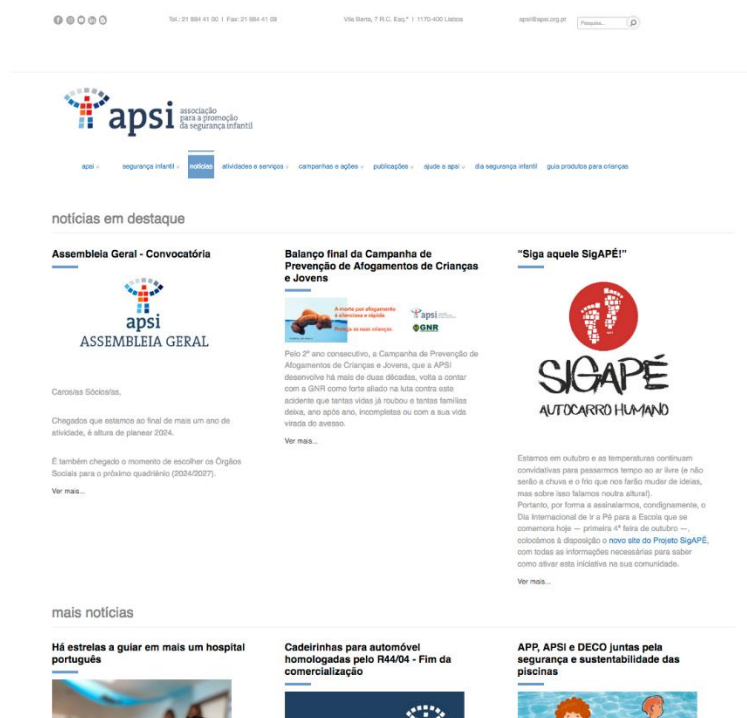 Tel.: 21 884 41 00 I Fax: 21 884 41 09
Vila Berta, 7 R.C. Esq.º I 1170-400 Lisboa
apsi@apsi.org.pt
Pesquisa...
apsi
associação
para a promoção
da segurança infantil
apsi
segurança infantil
notícias
atividades e serviços
campanhas e ações
publicações
ajude a apsi
dia segurança infantil
guia produtos para crianças
notícias em destaque
Assembleia Geral - Convocatória
apsi
ASSEMBLEIA GERAL
Caros/as Sócios/as,
Chegados que estamos ao final de mais um ano de
atividade, é altura de planear 2024.
É também chegado o momento de escolher os Órgãos
Sociais para o próximo quadriénio (2024/2027).
Ver mais...
Balanço final da Campanha de
Prevenção de Afogamentos de Crianças
e Jovens
A morte por afogamento
é silenciosa e rápida.
Proteja as suas crianças.
apsi
GNR
Pelo 2º ano consecutivo, a Campanha de Prevenção de
Afogamentos de Crianças e Jovens, que a APSI
desenvolve há mais de duas décadas, volta a contar
com a GNR como forte aliado na luta contra este
acidente que tantas vidas já roubou e tantas famílias
deixa, ano após ano, incompletas ou com a sua vida
virada do avesso.
Ver mais...
“Siga aquele SigAPÉ!”
SIGAPÉ
AUTOCARRO HUMANO
Estamos em outubro e as temperaturas continuam
convidativas para passarmos tempo ao ar livre (e não
serão a chuva e o frio que nos farão mudar de ideias,
mas sobre isso falamos noutra altura!).
Portanto, por forma a assinalarmos, condignamente, o
Dia Internacional de Ir a Pé para a Escola que se
comemora hoje — primeira 4ª feira de outubro —,
colocámos à disposição o novo site do Projeto SigAPÉ,
com todas as informações necessárias para saber
como ativar esta iniciativa na sua comunidade.
Ver mais...
mais notícias
Há estrelas a guiar em mais um hospital
português
Cadeirinhas para automóvel
homologadas pelo R44/04 - Fim da
comercialização
APP, APSI e DECO juntas pela
segurança e sustentabilidade das
piscinas